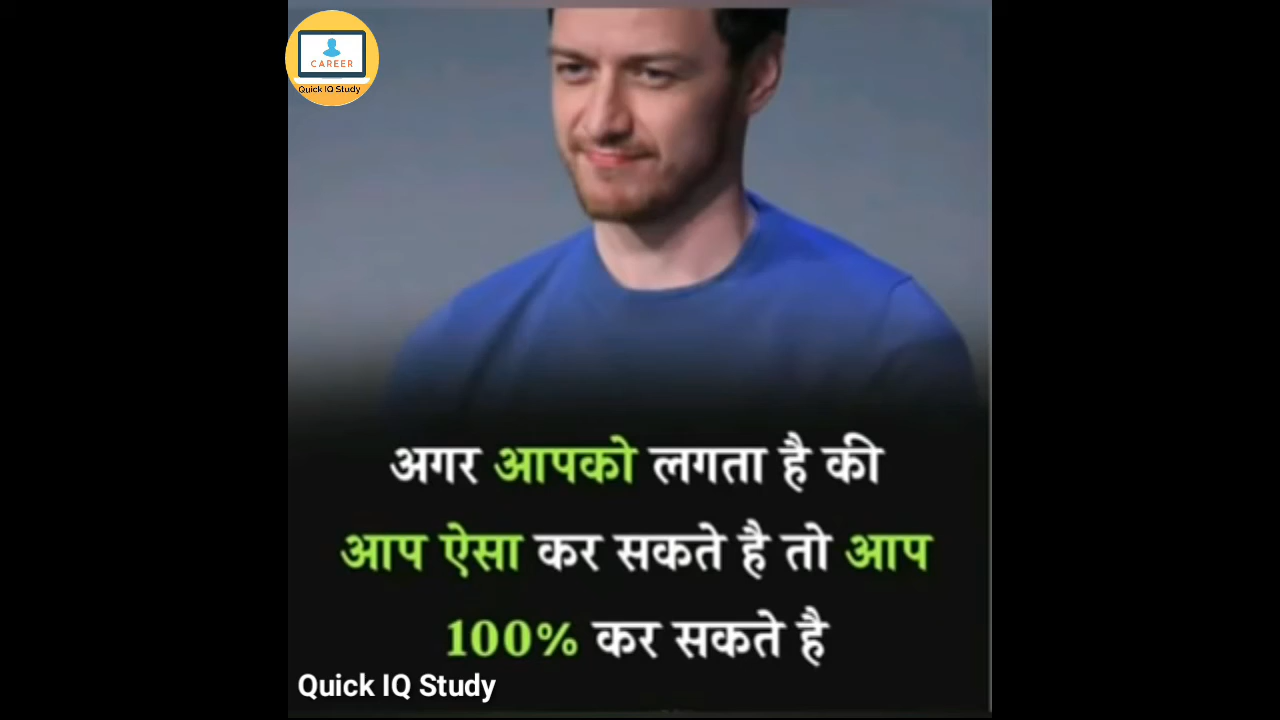 CAREER
Quick IQ Study
अगर आपको लगता है की
आप ऐसा कर सकते है तो आप
100% कर सकते है
Quick IQ Study